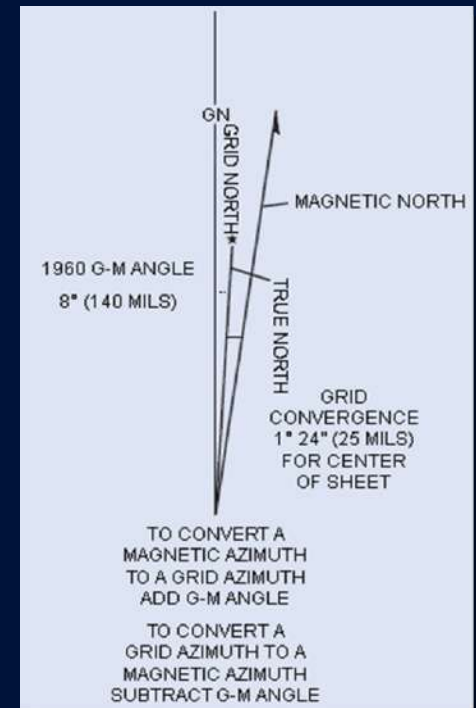 GN
GRID NORTH
MAGNETIC NORTH
1960 G-M ANGLE
8" (140 MILS)
TRUE NORTH
GRID
CONVERGENCE
1" 24" (25 MILS)
FOR CENTER
OF SHEET
TO CONVERT A
MAGNETIC AZIMUTH
TO A GRID AZIMUTH
ADD G-M ANGLE
TO CONVERT A
GRID AZIMUTH TO A
MAGNETIC AZIMUTH
SUBTRACT G-M ANGLE